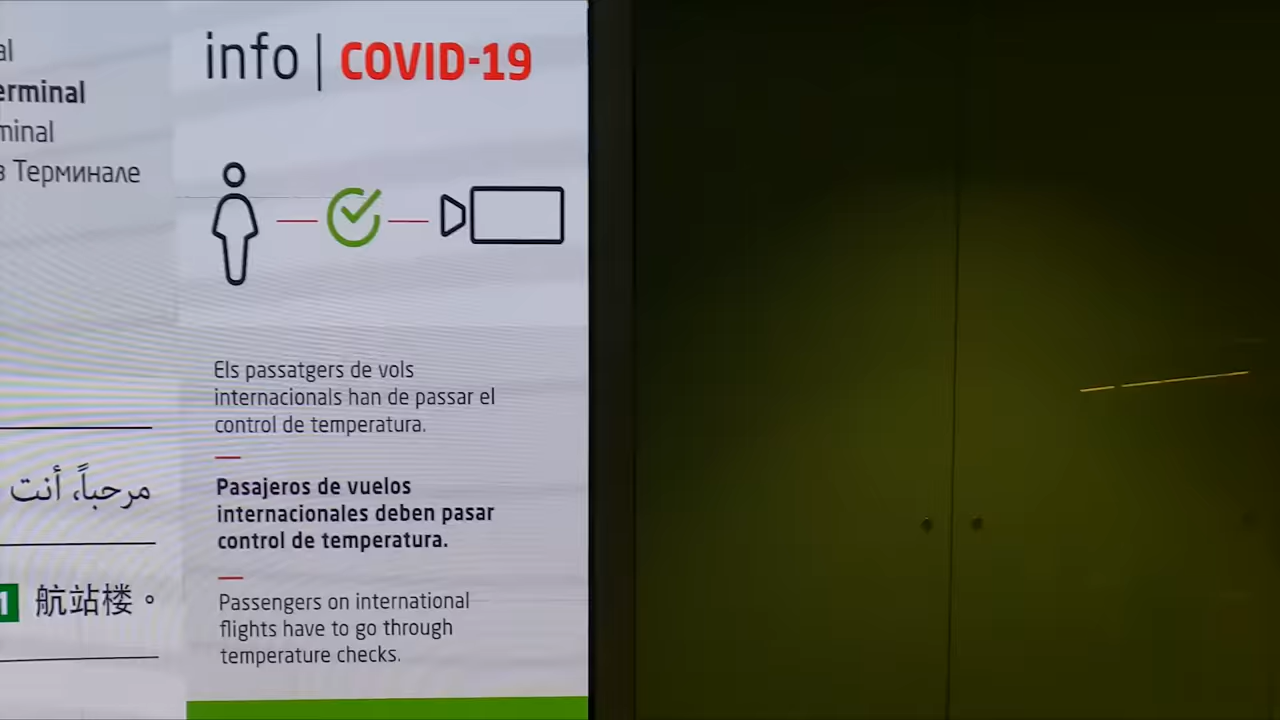 al
erminal
minal
в Терминале
مرحباً، أنت
1 航站楼。
info | COVID-19
Els passatgers de vols
internacionals han de passar el
control de temperatura.
Pasajeros de vuelos
internacionales deben pasar
control de temperatura.
Passengers on international
flights have to go through
temperature checks.